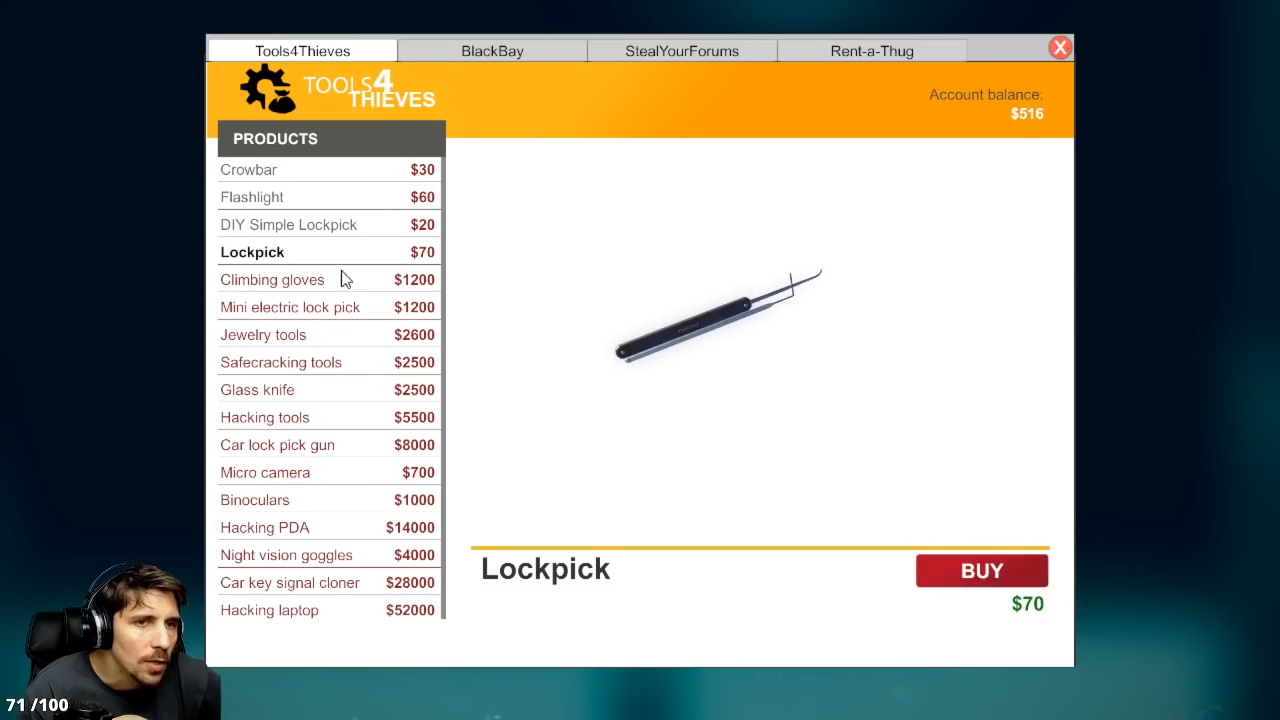 Tools4Thieves
BlackBay
StealYourForums
Rent-a-Thug
X
TOOLS4
THIEVES
Account balance:
$516
PRODUCTS
Crowbar $30
Flashlight $60
DIY Simple Lockpick $20
Lockpick $70
Climbing gloves $1200
Mini electric lock pick $1200
Jewelry tools $2600
Safecracking tools $2500
Glass knife $2500
Hacking tools $5500
Car lock pick gun $8000
Micro camera $700
Binoculars $1000
Hacking PDA $14000
Night vision goggles $4000
Car key signal cloner $28000
Hacking laptop $52000
Lockpick
BUY
$70
71 /100